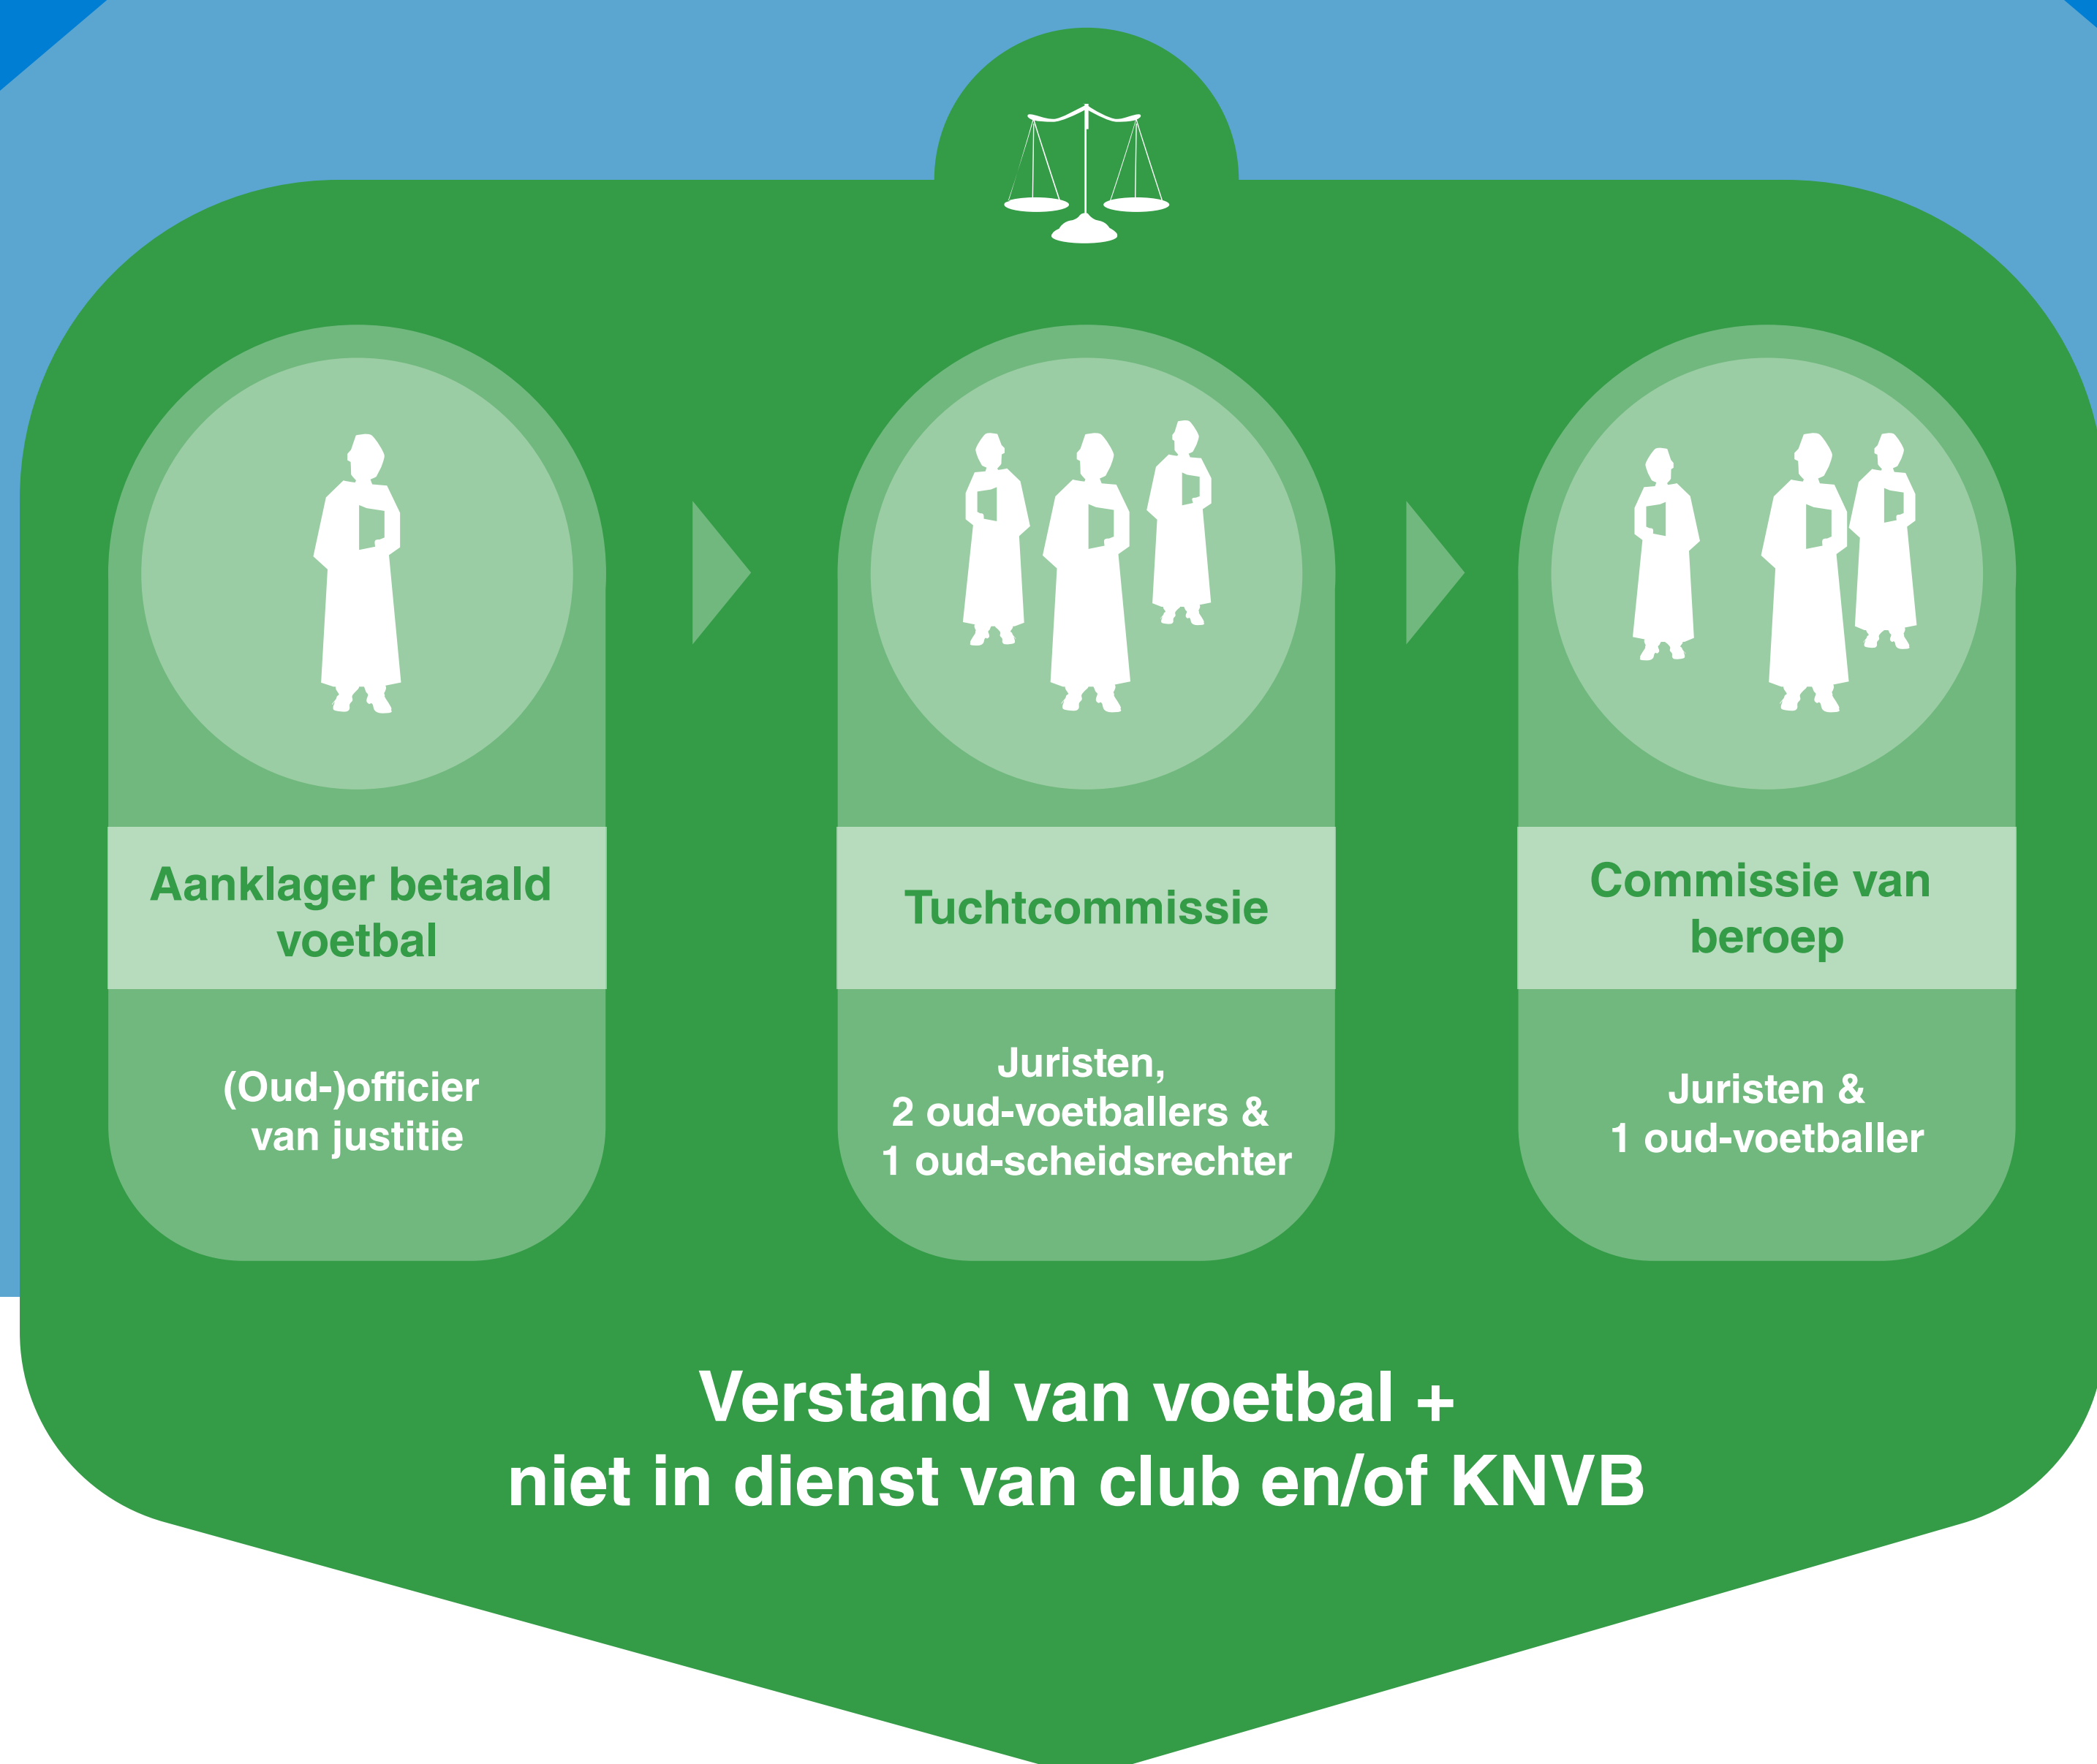 Aanklager betaald
voetbal
(Oud-)officier
van justitie
Tuchtcommissie
Juristen,
2 oud-voetballers &
1 oud-scheidsrechter
Commissie van
beroep
Juristen &
1 oud-voetballer
Verstand van voetbal +
niet in dienst van club en/of KNVB